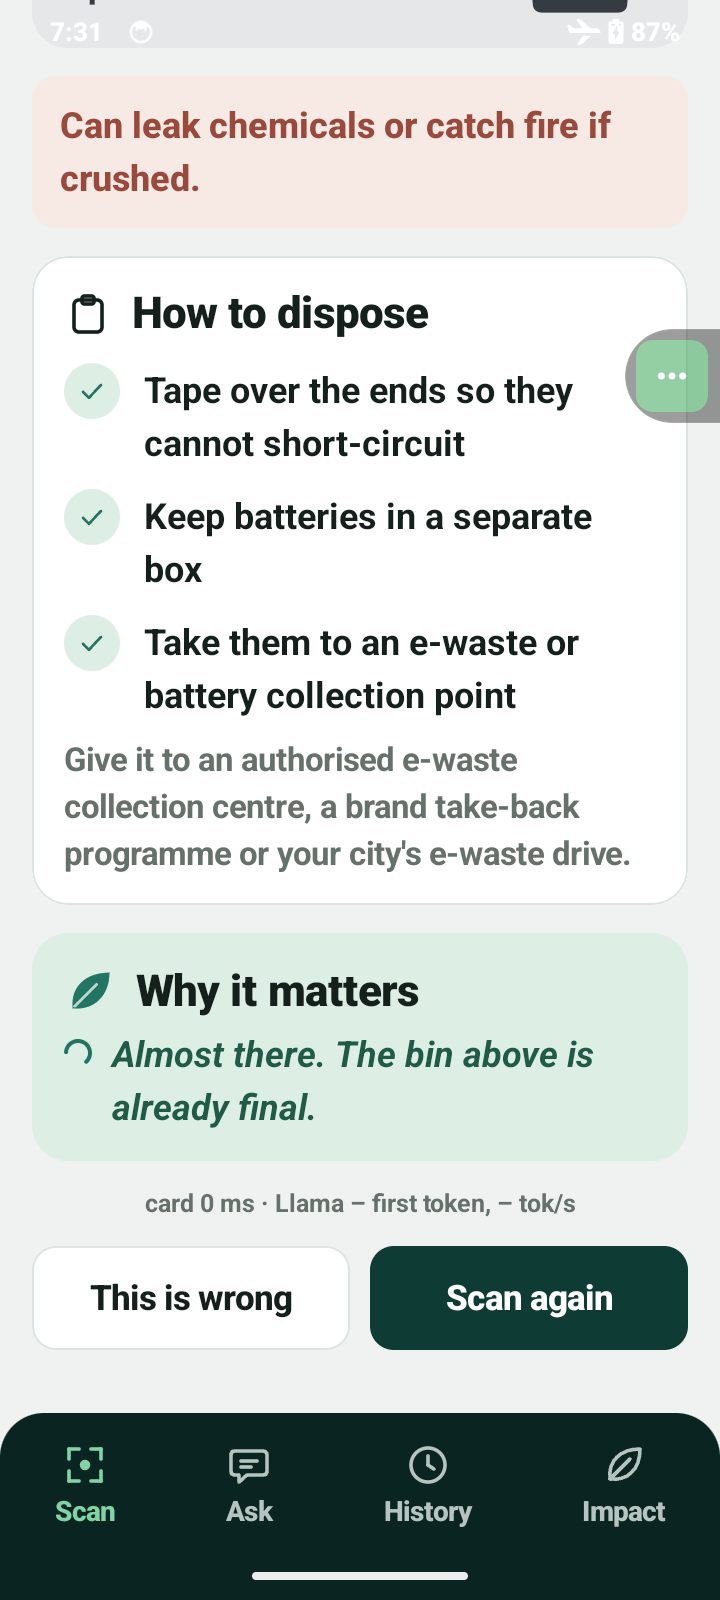 7:31
87%
Can leak chemicals or catch fire if
crushed.
How to dispose
Tape over the ends so they
cannot short-circuit
Keep batteries in a separate
box
Take them to an e-waste or
battery collection point
Give it to an authorised e-waste
collection centre, a brand take-back
programme or your city's e-waste drive.
Why it matters
Almost there. The bin above is
already final.
card 0 ms · Llama – first token, – tok/s
This is wrong
Scan again
Scan
Ask
History
Impact